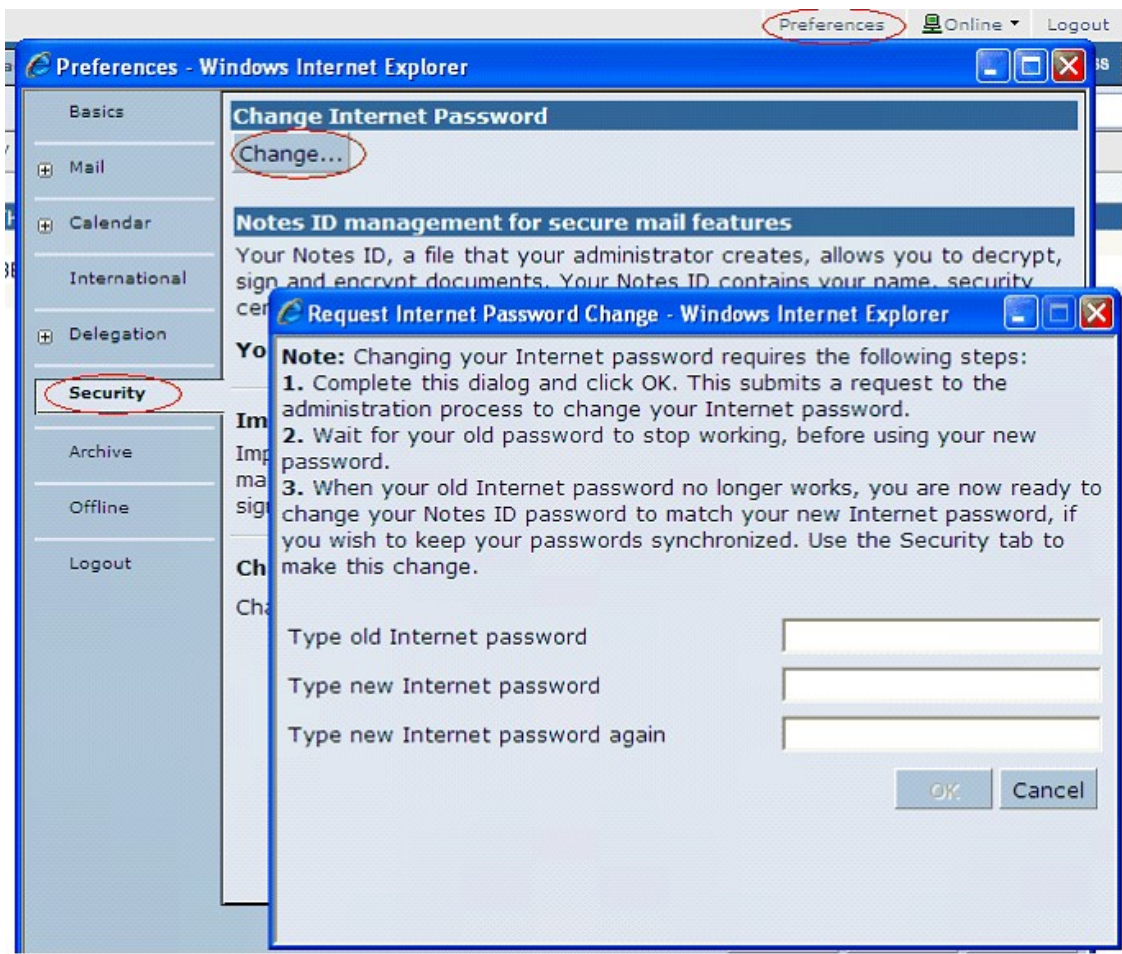 Preferences Online Logout
Preferences - Windows Internet Explorer
Basics
Mail
Calendar
International
Delegation
Security
Archive
Offline
Logout
Change Internet Password
Change...
Notes ID management for secure mail features
Your Notes ID, a file that your administrator creates, allows you to decrypt,
sign and encrypt documents. Your Notes ID contains your name, security
Request Internet Password Change - Windows Internet Explorer
Note: Changing your Internet password requires the following steps:
1. Complete this dialog and click OK. This submits a request to the
administration process to change your Internet password.
2. Wait for your old password to stop working, before using your new
password.
3. When your old Internet password no longer works, you are now ready to
change your Notes ID password to match your new Internet password, if
you wish to keep your passwords synchronized. Use the Security tab to
make this change.
Type old Internet password
Type new Internet password
Type new Internet password again
OK Cancel